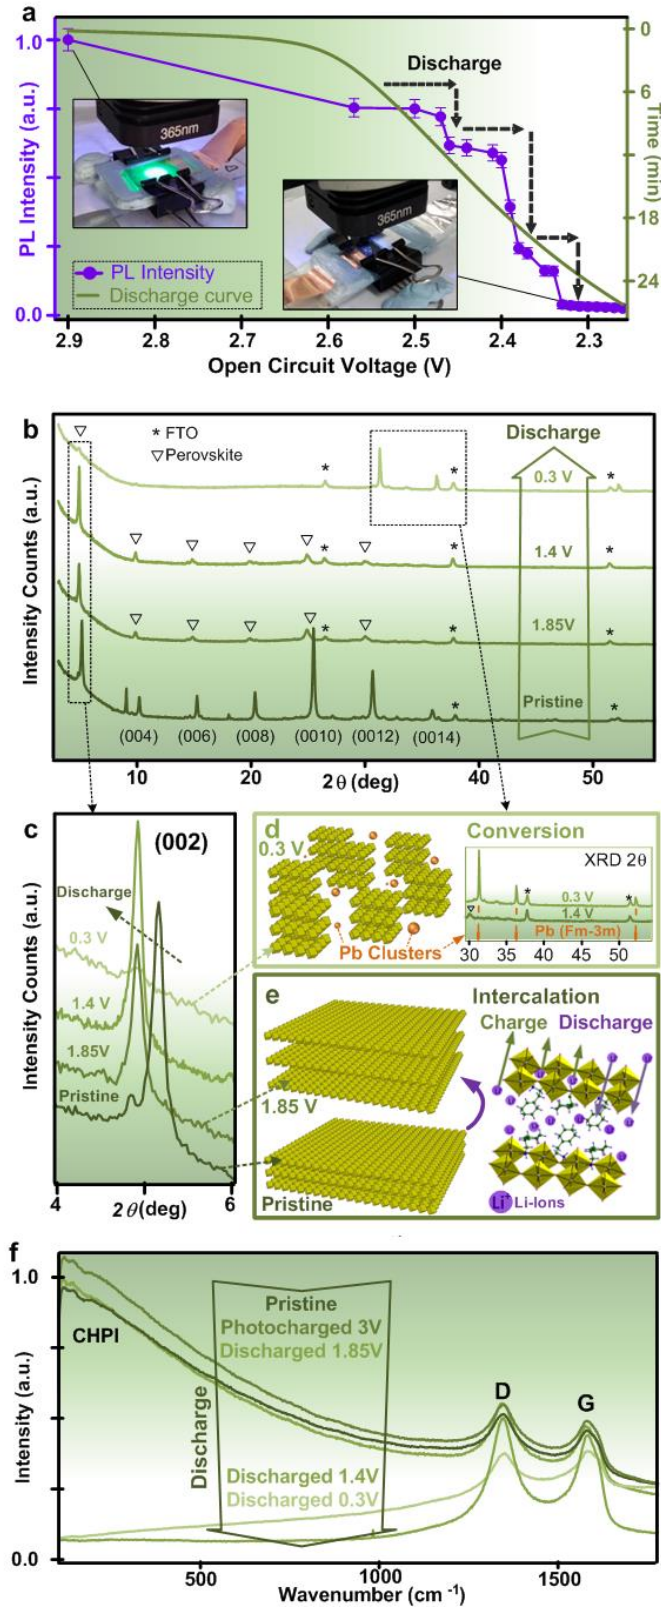 a
1.0
0
Discharge
365nm
6
PL Intensity (a.u.)
Time (min)
365nm
18
PL Intensity
Discharge curve
24
0.0
2.9 2.8 2.7 2.6 2.5 2.4 2.3
Open Circuit Voltage (V)
b
* FTO
▽ Perovskite
Discharge
0.3 V
1.4 V
1.85V
Pristine
Intensity Counts (a.u.)
(004) (006) (008) (0010) (0012) (0014)
10 20 2θ (deg) 40 50
c
(002)
Discharge
0.3 V
1.4 V
1.85V
Pristine
Intensity Counts (a.u.)
4 2θ (deg) 6
d
Conversion
0.3 V
XRD 2θ
0.3 V
1.4 V
Pb (Fm-3m)
Pb Clusters
30 35 40 45 50
e
Intercalation
Charge Discharge
1.85 V
Pristine
Li+ Li-Ions
f
1.0
Pristine
Photocharged 3V
Discharged 1.85V
CHPI
D G
Discharge
Intensity (a.u.)
Discharged 1.4V
Discharged 0.3V
0.0
500 1000 1500
Wavenumber (cm -1)